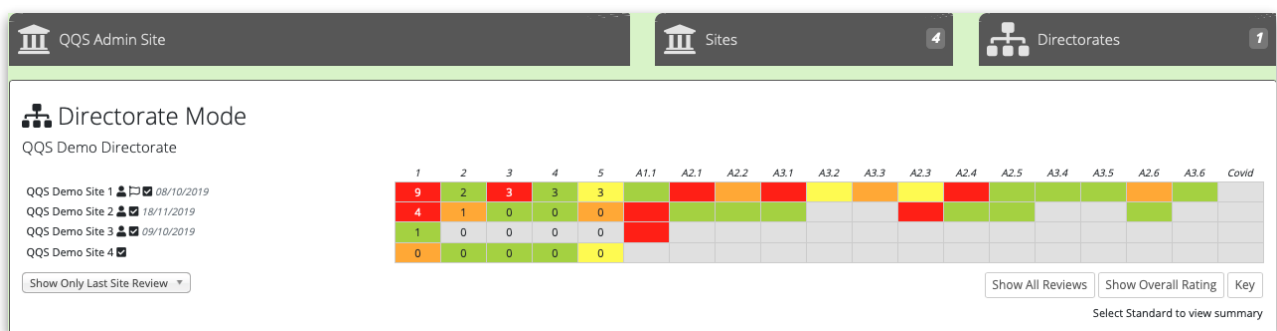 QQS Admin Site
Sites 4
Directorates 1
Directorate Mode
QQS Demo Directorate
1 2 3 4 5 A1.1 A2.1 A2.2 A3.1 A3.2 A3.3 A2.3 A2.4 A2.5 A3.4 A3.5 A2.6 A3.6 Covid
QQS Demo Site 1 08/10/2019 9 2 3 3 3
QQS Demo Site 2 18/11/2019 4 1 0 0 0
QQS Demo Site 3 09/10/2019 1 0 0 0 0
QQS Demo Site 4 0 0 0 0 0
Show Only Last Site Review
Show All Reviews Show Overall Rating Key
Select Standard to view summary